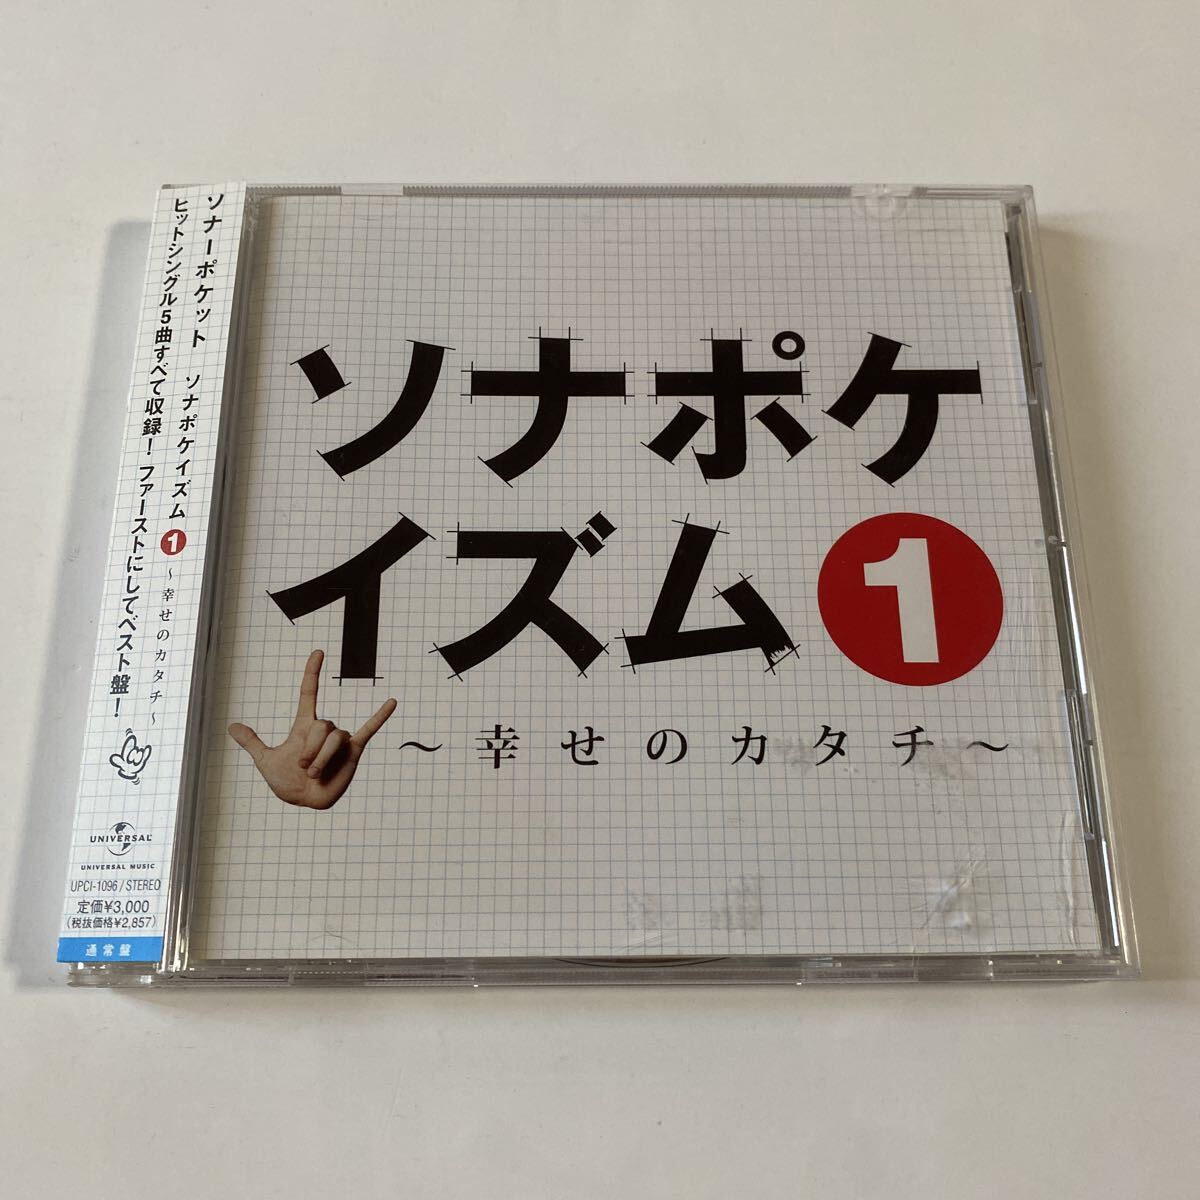 ソナーポケット ソナポケイズム 1 ～幸せのカタチ～
ヒットシングル5曲すべて収録！ファーストにしてベスト盤！
UNIVERSAL
UNIVERSAL MUSIC
UPCI-1096/STEREO
定価¥3,000
(税抜価格¥2,857)
通常盤
ソナポケ
イズム1
～幸せのカタチ～